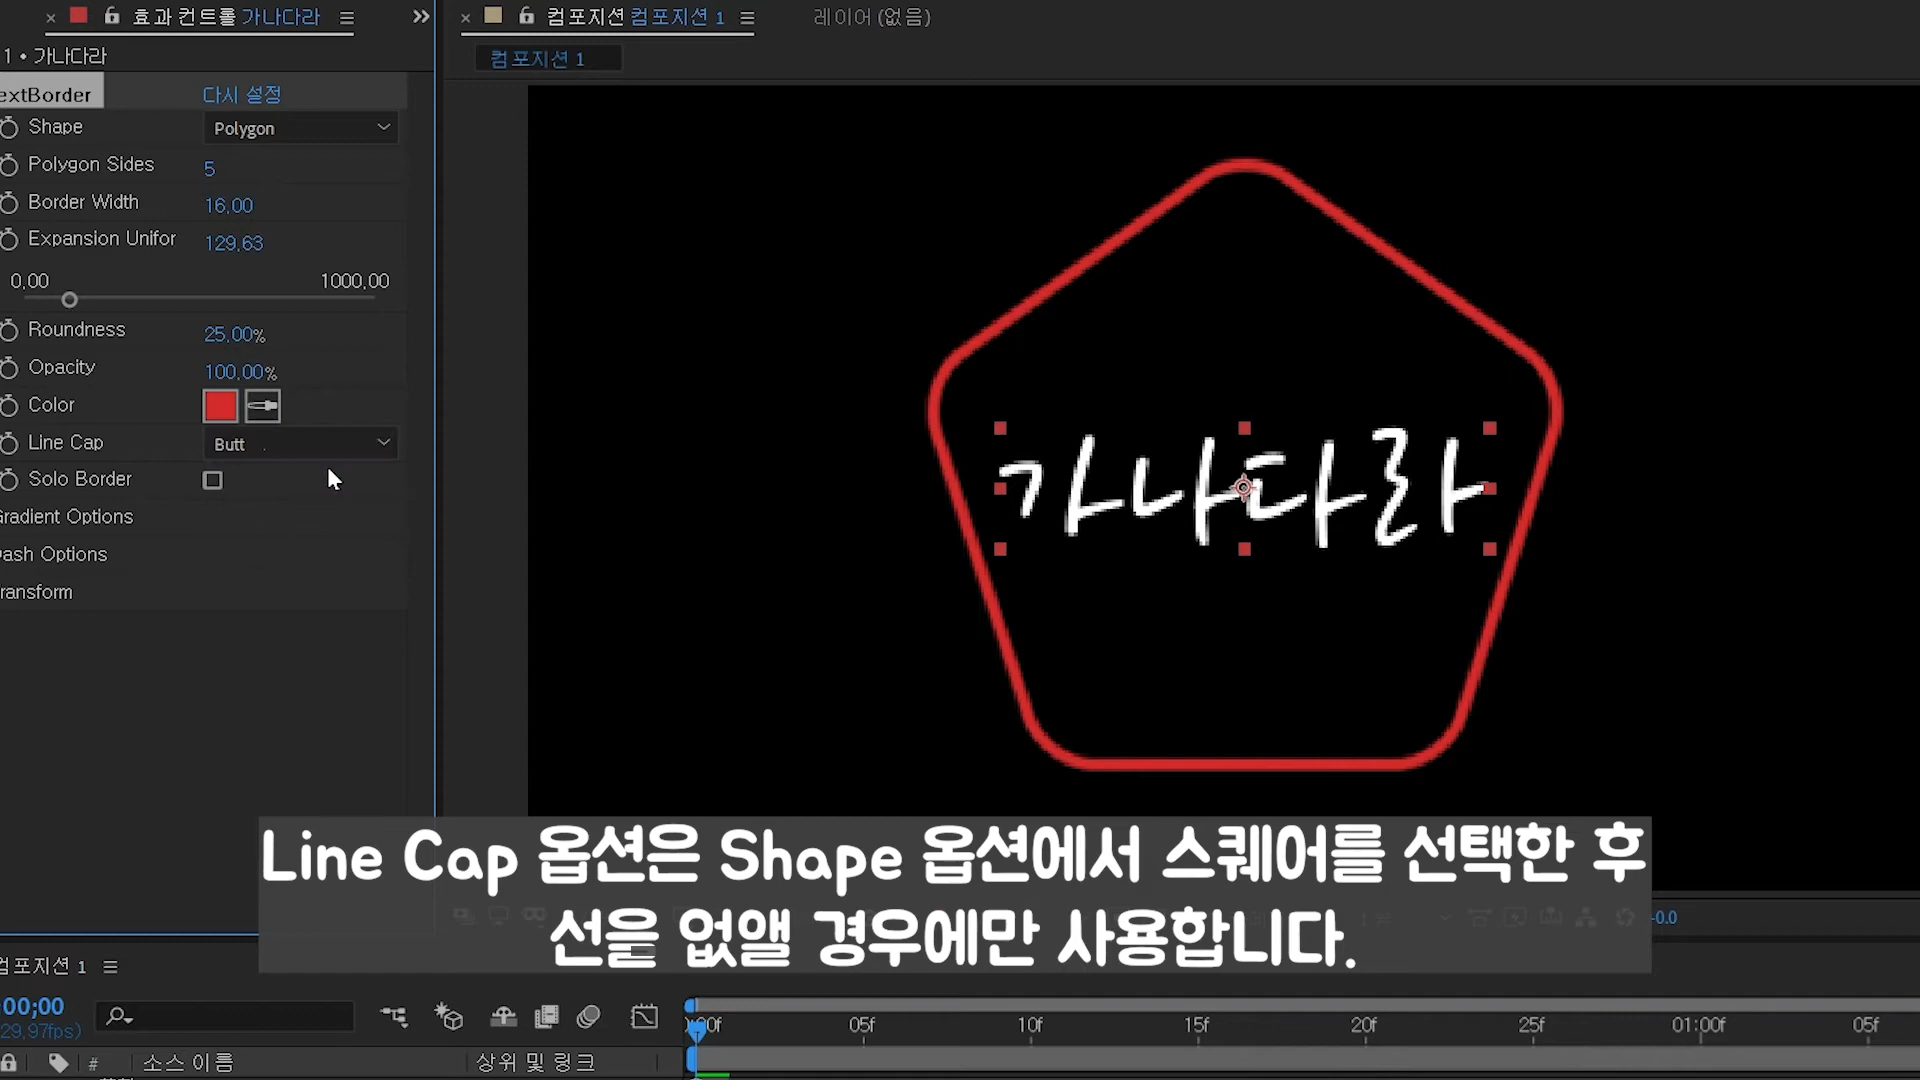 효과 컨트롤 가나다라
컴포지션 컴포지션 1
레이어 (없음)
1 • 가나다라
컴포지션 1
extBorder
다시 설정
Shape
Polygon
Polygon Sides
5
Border Width
16,00
Expansion Unifor
129,63
0,00
1000,00
Roundness
25,00%
Opacity
100,00%
Color
Line Cap
Butt
Solo Border
Gradient Options
Dash Options
ransform
가나다라
Line Cap 옵션은 Shape 옵션에서 스퀘어를 선택한 후
선을 없앨 경우에만 사용합니다.
-0.0
컴포지션 1
00;00
29,97fps)
00f
05f
10f
15f
20f
25f
01:00f
05f
#
소스 이름
상위 및 링크